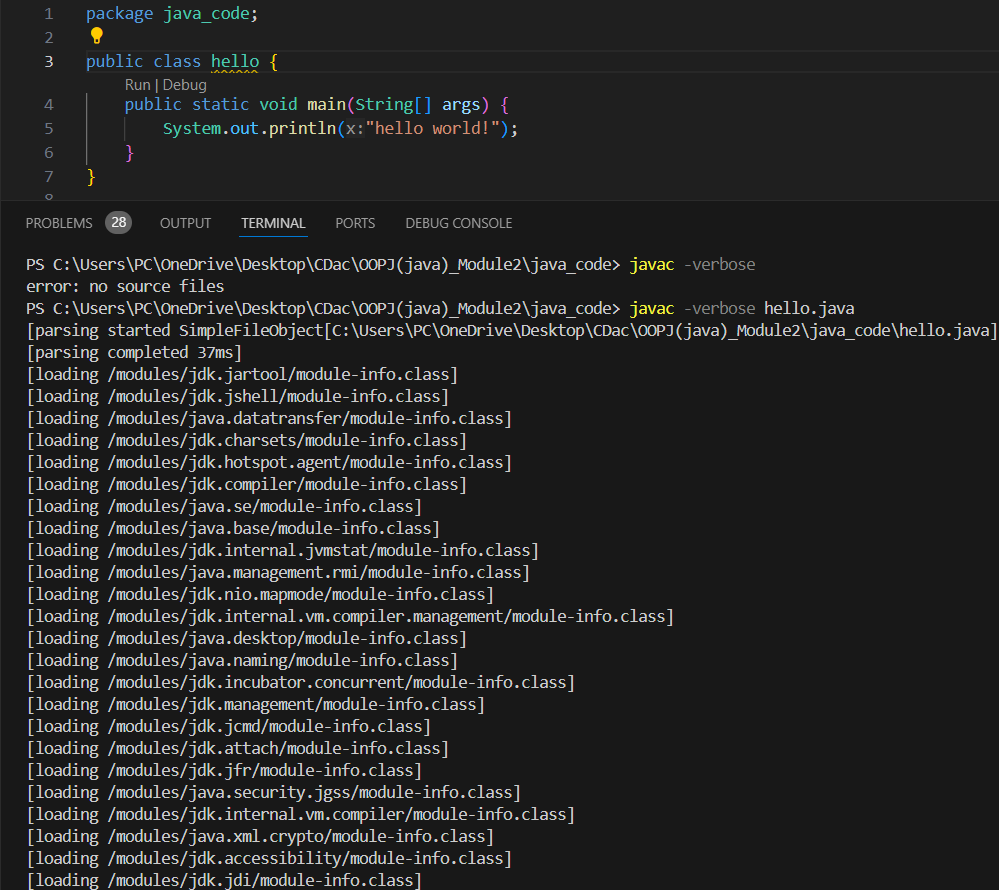 1 package java_code;
2
3 public class hello {
Run | Debug
4 public static void main(String[] args) {
5 System.out.println(x:"hello world!");
6 }
7 }
8
PROBLEMS 28 OUTPUT TERMINAL PORTS DEBUG CONSOLE
PS C:\Users\PC\OneDrive\Desktop\CDac\OOPJ(java)_Module2\java_code> javac -verbose
error: no source files
PS C:\Users\PC\OneDrive\Desktop\CDac\OOPJ(java)_Module2\java_code> javac -verbose hello.java
[parsing started SimpleFileObject[C:\Users\PC\OneDrive\Desktop\CDac\OOPJ(java)_Module2\java_code\hello.java]
[parsing completed 37ms]
[loading /modules/jdk.jartool/module-info.class]
[loading /modules/jdk.jshell/module-info.class]
[loading /modules/java.datatransfer/module-info.class]
[loading /modules/jdk.charsets/module-info.class]
[loading /modules/jdk.hotspot.agent/module-info.class]
[loading /modules/jdk.compiler/module-info.class]
[loading /modules/java.se/module-info.class]
[loading /modules/java.base/module-info.class]
[loading /modules/jdk.internal.jvmstat/module-info.class]
[loading /modules/java.management.rmi/module-info.class]
[loading /modules/jdk.nio.mapmode/module-info.class]
[loading /modules/jdk.internal.vm.compiler.management/module-info.class]
[loading /modules/java.desktop/module-info.class]
[loading /modules/java.naming/module-info.class]
[loading /modules/jdk.incubator.concurrent/module-info.class]
[loading /modules/jdk.management/module-info.class]
[loading /modules/jdk.jcmd/module-info.class]
[loading /modules/jdk.attach/module-info.class]
[loading /modules/jdk.jfr/module-info.class]
[loading /modules/java.security.jgss/module-info.class]
[loading /modules/jdk.internal.vm.compiler/module-info.class]
[loading /modules/java.xml.crypto/module-info.class]
[loading /modules/jdk.accessibility/module-info.class]
[loading /modules/jdk.jdi/module-info.class]